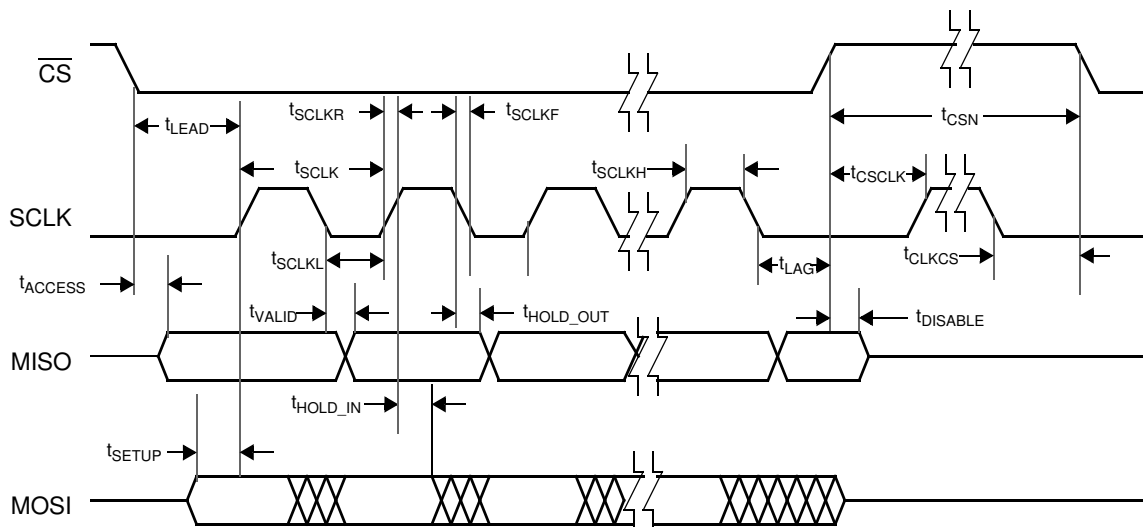 CS
tLEAD
tSCLKR
tSCLKF
tCSN
tSCLK
tSCLKH
tCSCLK
SCLK
tSCLKL
tLAG
tCLKCS
tACCESS
tVALID
tHOLD_OUT
tDISABLE
MISO
tHOLD_IN
tSETUP
MOSI